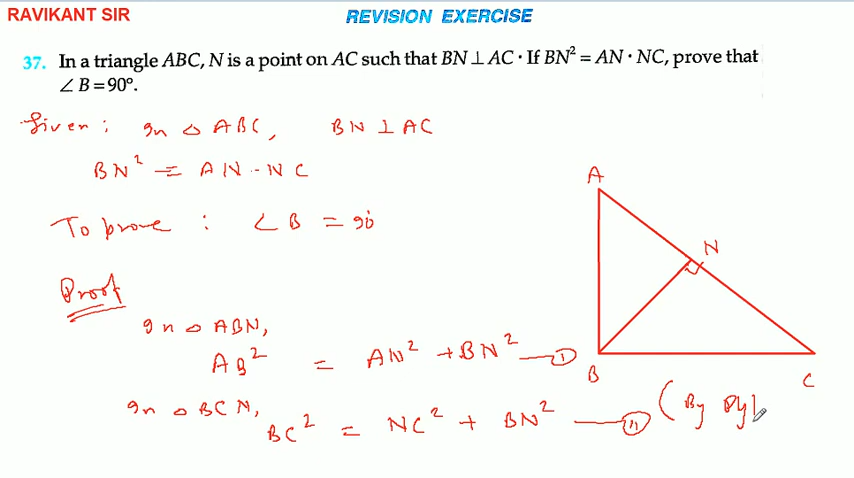 RAVIKANT SIR
REVISION EXERCISE
37. In a triangle ABC, N is a point on AC such that BN ⊥ AC · If BN² = AN · NC, prove that
∠ B = 90°.
Given : In △ ABC, BN ⊥ AC
BN² = AN · NC
To prove : ∠ B = 90°
Proof
In △ ABN,
AB² = AN² + BN² — (I)
In △ BCN,
BC² = NC² + BN² — (II) (By Pyt
A
N
B
C